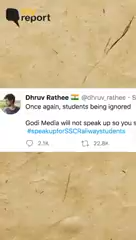 report
Dhruv Rathee @dhruv_rathee · S
Once again, students being ignored
Godi Media will not speak up so you s
#speakupforSSCRailwaystudents
2.1K
22.8K